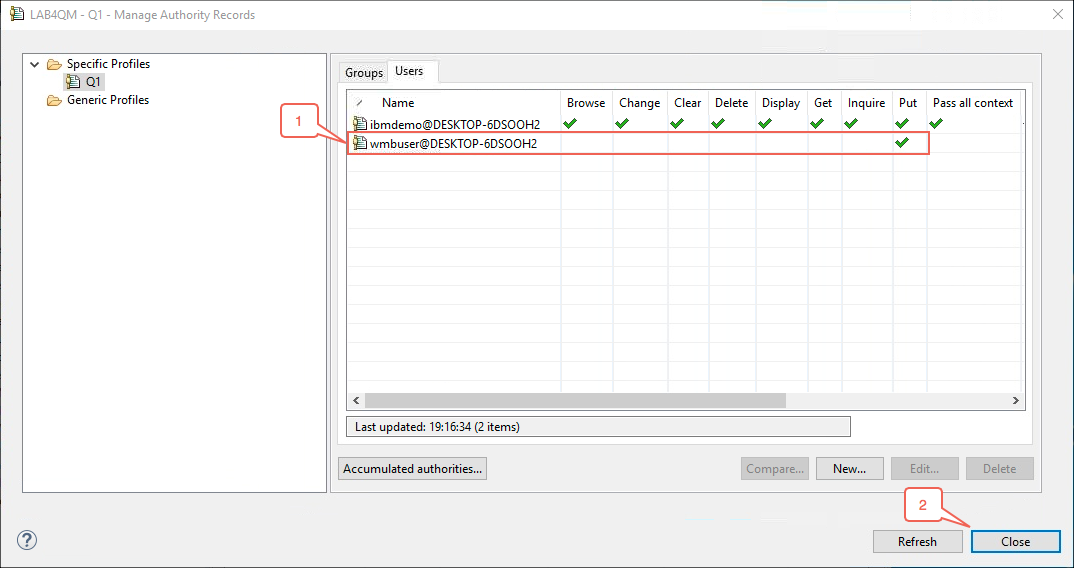 LAB4QM - Q1 - Manage Authority Records
Specific Profiles
Q1
Generic Profiles
Groups Users
Name Browse Change Clear Delete Display Get Inquire Put Pass all context
ibmdemo@DESKTOP-6DSOOH2
1
wmbuser@DESKTOP-6DSOOH2
Last updated: 19:16:34 (2 items)
Accumulated authorities... Compare... New... Edit... Delete
2
Refresh Close